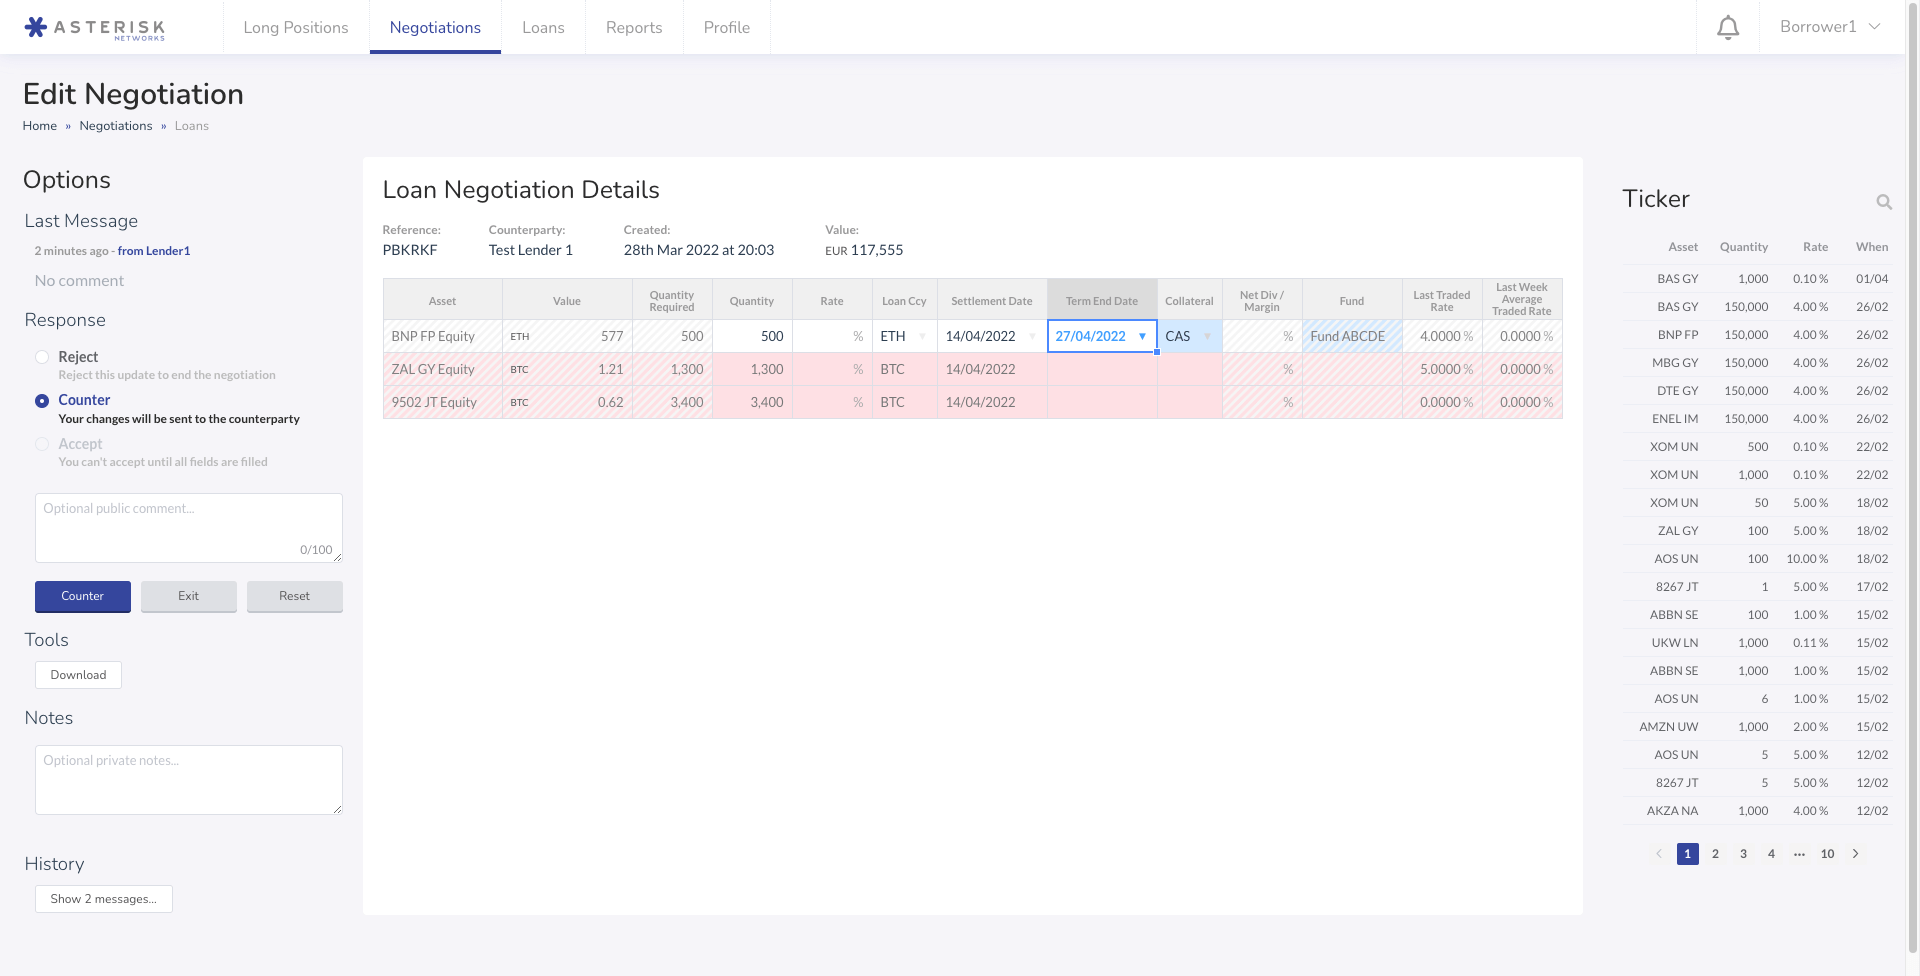 ASTERISK
NETWORKS
Long Positions
Negotiations
Loans
Reports
Profile
Borrower1
Edit Negotiation
Home » Negotiations » Loans
Options
Last Message
2 minutes ago - from Lender1
No comment
Response
Reject
Reject this update to end the negotiation
Counter
Your changes will be sent to the counterparty
Accept
You can't accept until all fields are filled
Optional public comment...
0/100
Counter Exit Reset
Tools
Download
Notes
Optional private notes...
History
Show 2 messages...
Loan Negotiation Details
Reference: Counterparty: Created: Value:
PBKRKF Test Lender 1 28th Mar 2022 at 20:03 EUR 117,555
Asset Value Quantity Required Quantity Rate Loan Ccy Settlement Date Term End Date Collateral Net Div / Margin Fund Last Traded Rate Last Week Average Traded Rate
BNP FP Equity ETH 577 500 500 % ETH 14/04/2022 27/04/2022 CAS % Fund ABCDE 4.0000 % 0.0000 %
ZAL GY Equity BTC 1.21 1,300 1,300 % BTC 14/04/2022 % 5.0000 % 0.0000 %
9502 JT Equity BTC 0.62 3,400 3,400 % BTC 14/04/2022 % 0.0000 % 0.0000 %
Ticker
Asset Quantity Rate When
BAS GY 1,000 0.10 % 01/04
BAS GY 150,000 4.00 % 26/02
BNP FP 150,000 4.00 % 26/02
MBG GY 150,000 4.00 % 26/02
DTE GY 150,000 4.00 % 26/02
ENEL IM 150,000 4.00 % 26/02
XOM UN 500 0.10 % 22/02
XOM UN 1,000 0.10 % 22/02
XOM UN 50 5.00 % 18/02
ZAL GY 100 5.00 % 18/02
AOS UN 100 10.00 % 18/02
8267 JT 1 5.00 % 17/02
ABBN SE 100 1.00 % 15/02
UKW LN 1,000 0.11 % 15/02
ABBN SE 1,000 1.00 % 15/02
AOS UN 6 1.00 % 15/02
AMZN UW 1,000 2.00 % 15/02
AOS UN 5 5.00 % 12/02
8267 JT 5 5.00 % 12/02
AKZA NA 1,000 4.00 % 12/02
1 2 3 4 ••• 10